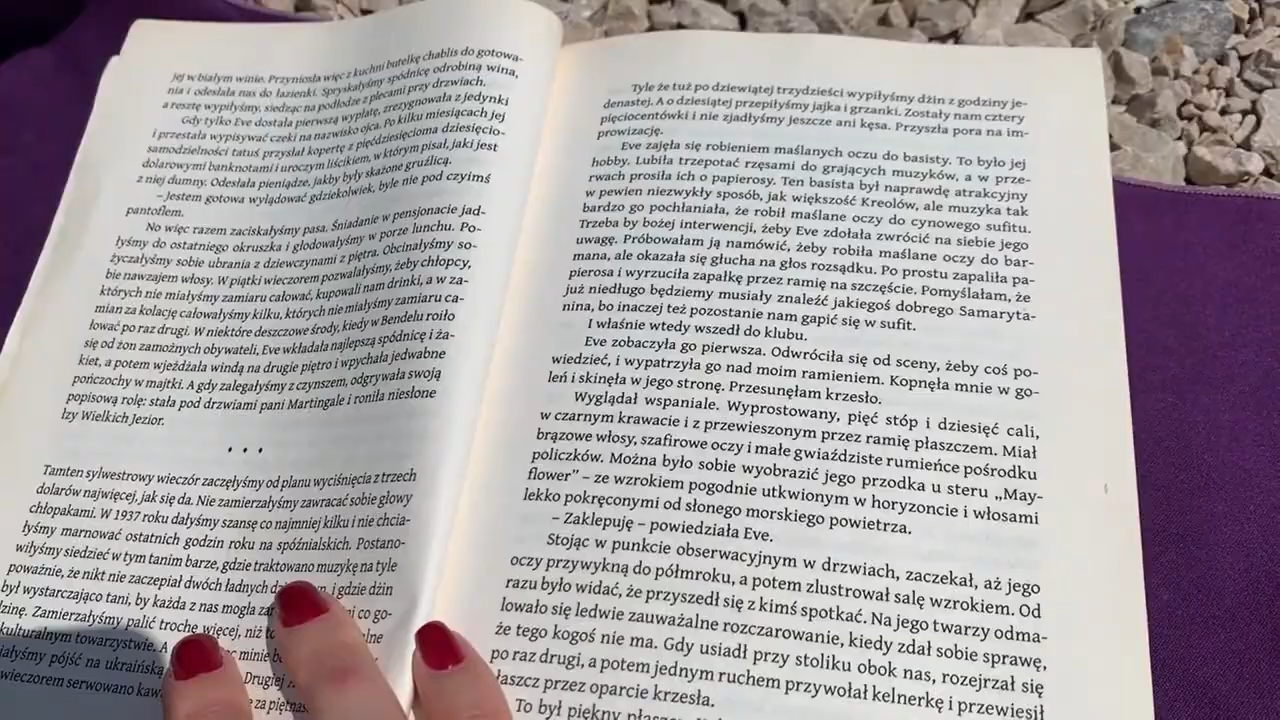 jej w białym winie. Przyniosła więc z kuchni butelkę chablis do gotowa-
nia i odesłała nas do łazienki. Spryskałyśmy spódnicę odrobiną wina,
a resztę wypiłyśmy, siedząc na podłodze z plecami przy drzwiach.
Gdy tylko Eve dostała pierwszą wypłatę, zrezygnowała z jedynki
i przestała wypisywać czeki na nazwisko ojca. Po kilku miesiącach jej
samodzielności tatuś przysłał kopertę z pięćdziesięcioma dziesięcio-
dolarowymi banknotami i uroczym liścikiem, w którym pisał, jaki jest
z niej dumny. Odesłała pieniądze, jakby były skażone gruźlicą.
– Jestem gotowa wylądować gdziekolwiek, byle nie pod czyimś
pantoflem.
No więc razem zaciskałyśmy pasa. Śniadanie w pensjonacie jad-
łyśmy do ostatniego okruszka i głodowałyśmy w porze lunchu. Po-
życzałyśmy sobie ubrania z dziewczynami z piętra. Obcinałyśmy so-
bie nawzajem włosy. W piątki wieczorem pozwalałyśmy, żeby chłopcy,
których nie miałyśmy zamiaru całować, kupowali nam drinki, a w za-
mian za kolację całowałyśmy kilku, których nie miałyśmy zamiaru ca-
łować po raz drugi. W niektóre deszczowe środy, kiedy w Bendelu roiło
się od żon zamożnych obywateli, Eve wkładała najlepszą spódnicę i ża-
kiet, a potem wjeżdżała windą na drugie piętro i wpychała jedwabne
pończochy w majtki. A gdy zalegałyśmy z czynszem, odgrywała swoją
popisową rolę: stała pod drzwiami pani Martingale i roniła niesłone
łzy Wielkich Jezior.
• • •
Tamten sylwestrowy wieczór zaczęłyśmy od planu wyciśnięcia z trzech
dolarów najwięcej, jak się da. Nie zamierzałyśmy zawracać sobie głowy
chłopakami. W 1937 roku dałyśmy szansę co najmniej kilku i nie chcia-
łyśmy marnować ostatnich godzin roku na spóźnialskich. Postano-
wiłyśmy siedzieć w tym tanim barze, gdzie traktowano muzykę na tyle
poważnie, że nikt nie zaczepiał dwóch ładnych i gdzie dżin
był wystarczająco tani, by każda z nas mogła co go-
dzinę. Zamierzałyśmy palić trochę więcej, niż
kulturalnym towarzystwie. A minie
iałyśmy pójść na ukraińską Drugiej
wieczorem serwowano za piętnas
Tyle że tuż po dziewiątej trzydzieści wypiłyśmy dżin z godziny je-
denastej. A o dziesiątej przepiłyśmy jajka i grzanki. Zostały nam cztery
pięciocentówki i nie zjadłyśmy jeszcze ani kęsa. Przyszła pora na im-
prowizację.
Eve zajęła się robieniem maślanych oczu do basisty. To było jej
hobby. Lubiła trzepotać rzęsami do grających muzyków, a w prze-
rwach prosiła ich o papierosy. Ten basista był naprawdę atrakcyjny
w pewien niezwykły sposób, jak większość Kreolów, ale muzyka tak
bardzo go pochłaniała, że robił maślane oczy do cynowego sufitu.
Trzeba by bożej interwencji, żeby Eve zdołała zwrócić na siebie jego
uwagę. Próbowałam ją namówić, żeby robiła maślane oczy do bar-
mana, ale okazała się głucha na głos rozsądku. Po prostu zapaliła pa-
pierosa i wyrzuciła zapałkę przez ramię na szczęście. Pomyślałam, że
już niedługo będziemy musiały znaleźć jakiegoś dobrego Samaryta-
nina, bo inaczej też pozostanie nam gapić się w sufit.
I właśnie wtedy wszedł do klubu.
Eve zobaczyła go pierwsza. Odwróciła się od sceny, żeby coś po-
wiedzieć, i wypatrzyła go nad moim ramieniem. Kopnęła mnie w go-
leń i skinęła w jego stronę. Przesunęłam krzesło.
Wyglądał wspaniale. Wyprostowany, pięć stóp i dziesięć cali,
w czarnym krawacie i z przewieszonym przez ramię płaszczem. Miał
brązowe włosy, szafirowe oczy i małe gwiaździste rumieńce pośrodku
policzków. Można było sobie wyobrazić jego przodka u steru „May-
flower” – ze wzrokiem pogodnie utkwionym w horyzoncie i włosami
lekko pokręconymi od słonego morskiego powietrza.
– Zaklepuję – powiedziała Eve.
Stojąc w punkcie obserwacyjnym w drzwiach, zaczekał, aż jego
oczy przywykną do półmroku, a potem zlustrował salę wzrokiem. Od
razu było widać, że przyszedł się z kimś spotkać. Na jego twarzy odma-
lowało się ledwie zauważalne rozczarowanie, kiedy zdał sobie sprawę,
że tego kogoś nie ma. Gdy usiadł przy stoliku obok nas, rozejrzał się
po raz drugi, a potem jednym ruchem przywołał kelnerkę i przewiesił
łaszcz przez oparcie krzesła.
To był piękny